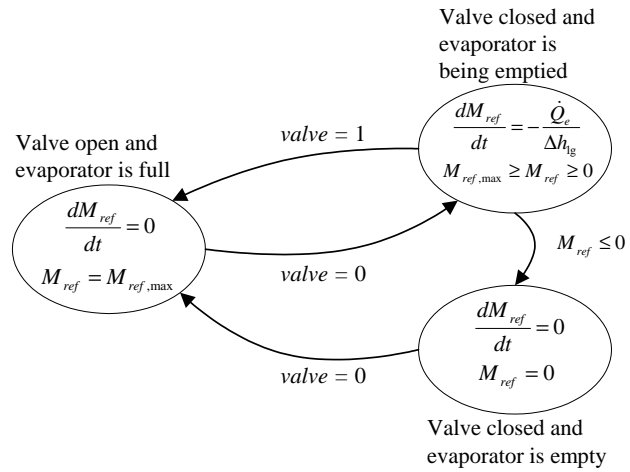 Valve closed and
evaporator is
being emptied
dM_ref/dt = −Q̇_e/Δh_lg
M_ref,max ≥ M_ref ≥ 0
valve = 1
Valve open and
evaporator is full
dM_ref/dt = 0
M_ref = M_ref,max
valve = 0
M_ref ≤ 0
dM_ref/dt = 0
M_ref = 0
valve = 0
Valve closed and
evaporator is empty